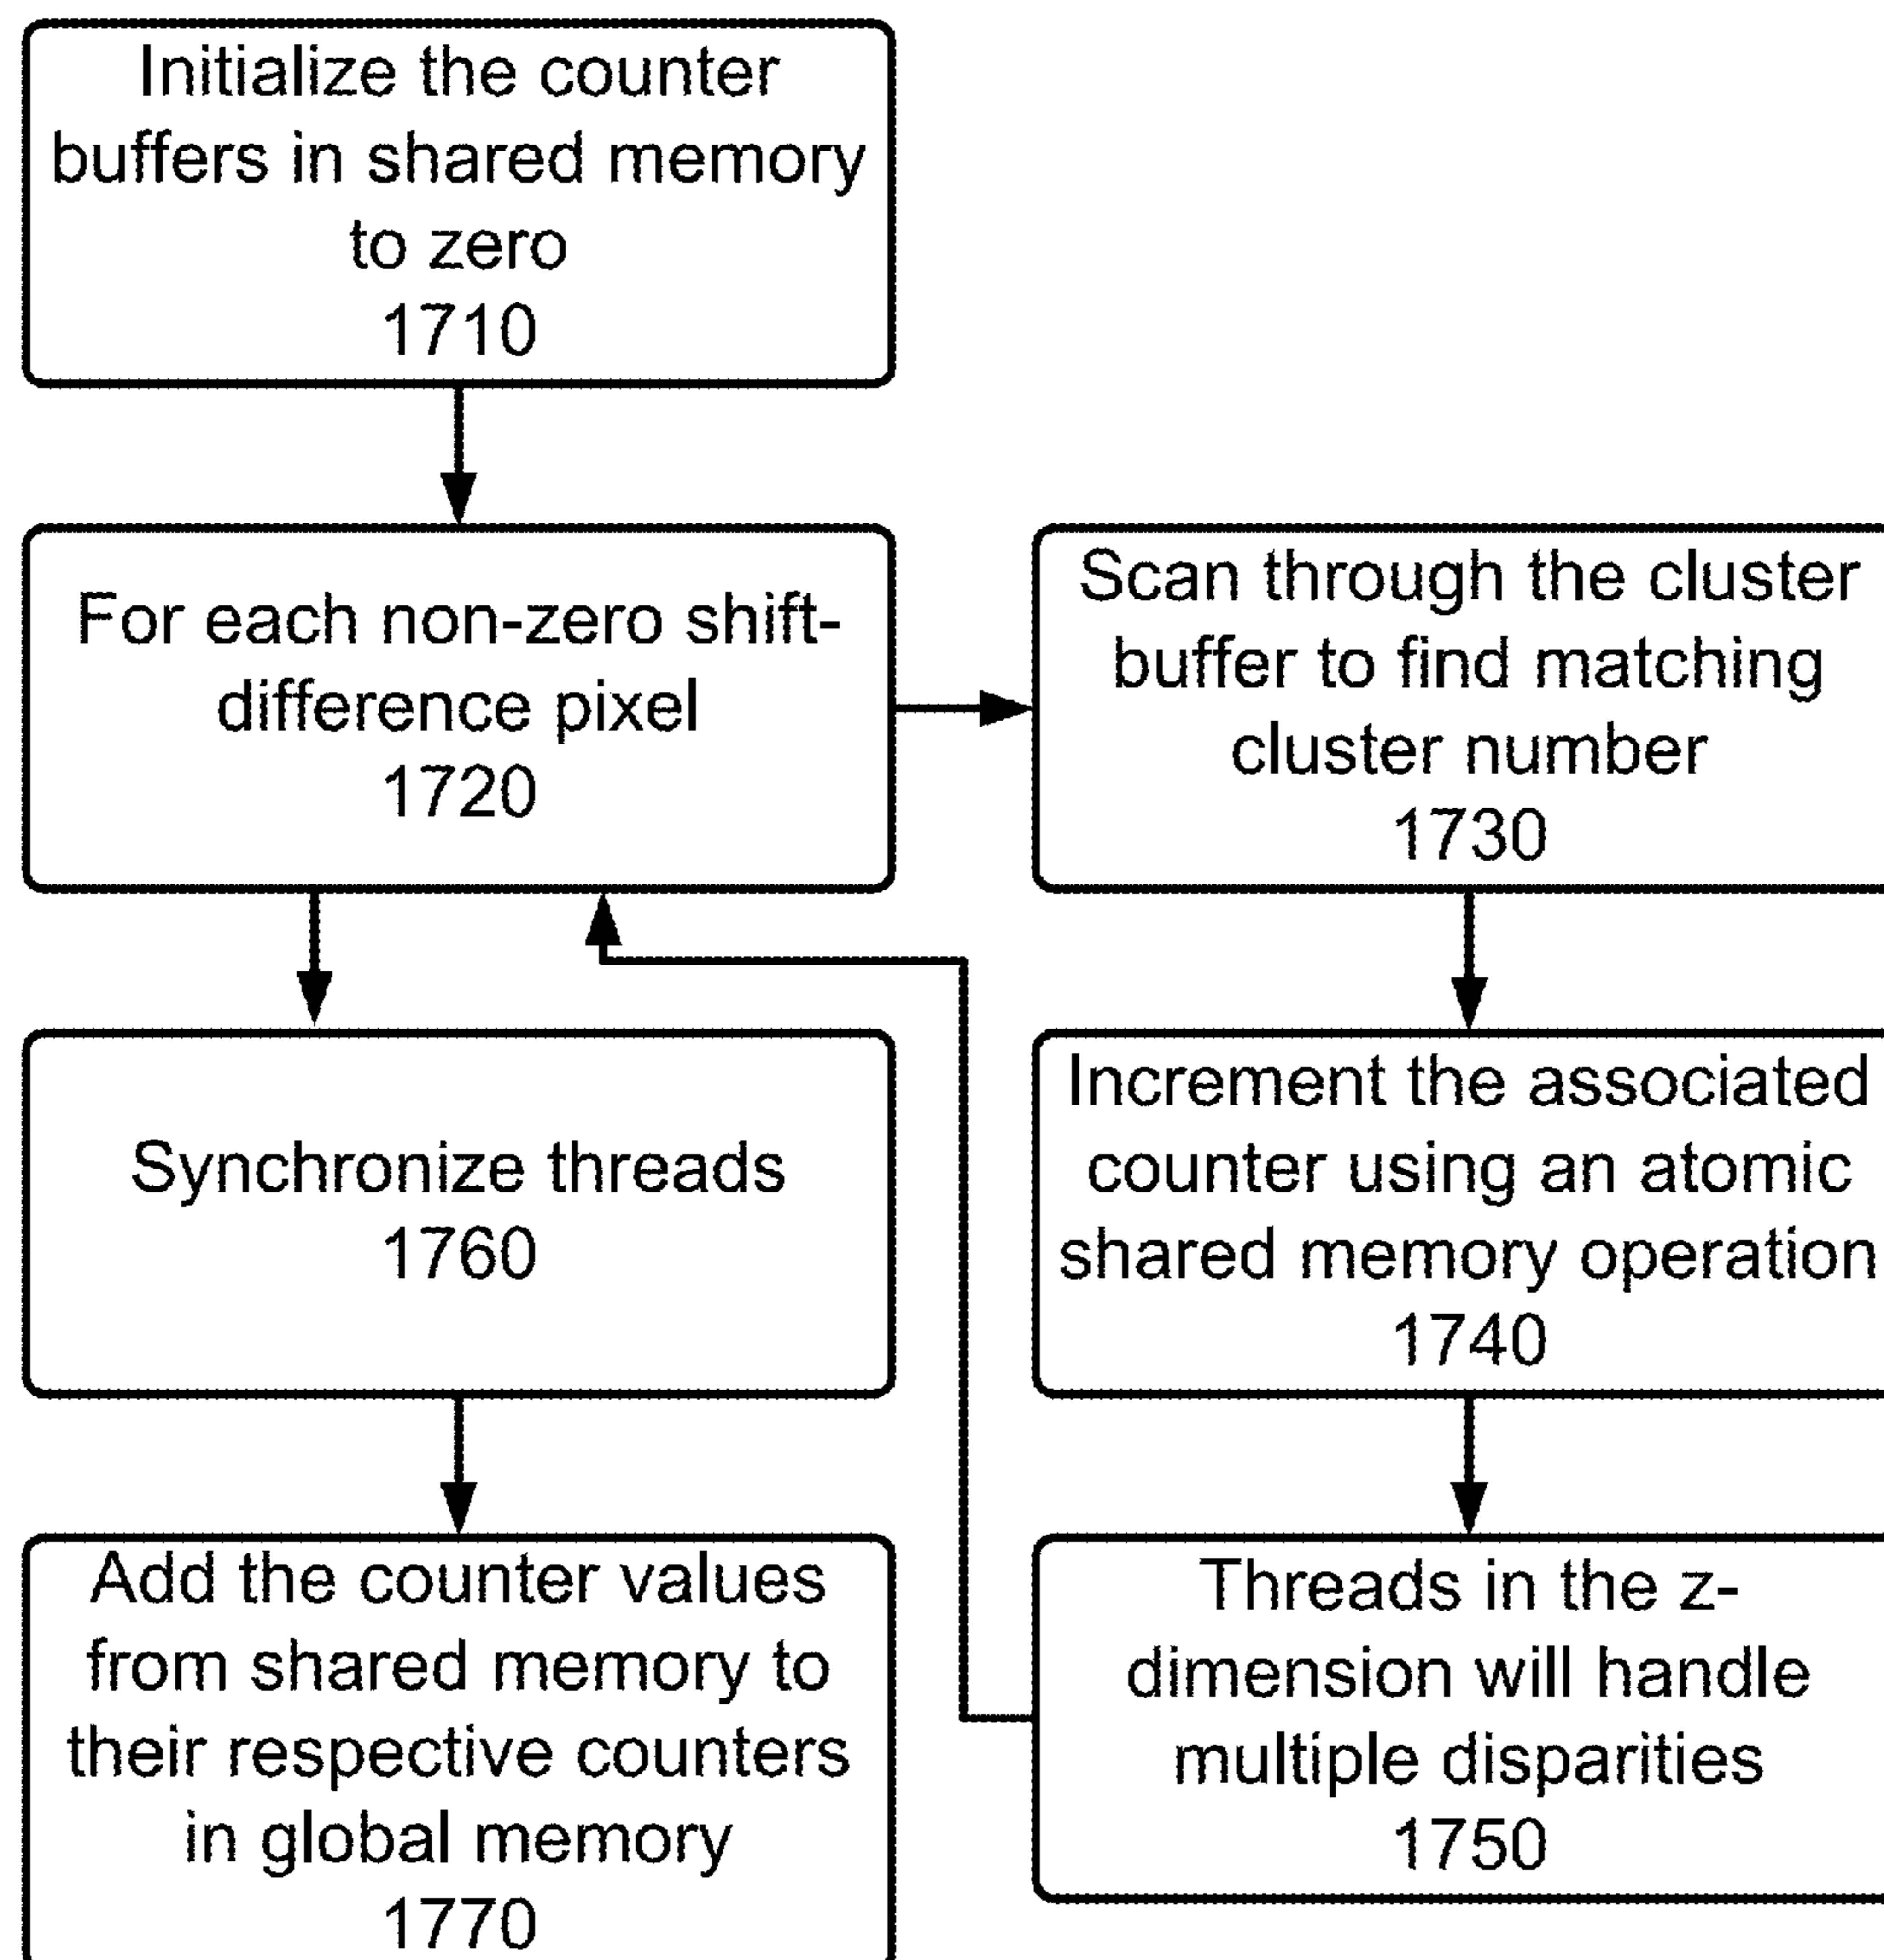 Initialize the counter
buffers in shared memory
to zero
1710
For each non-zero shift-
difference pixel
1720
Scan through the cluster
buffer to find matching
cluster number
1730
Increment the associated
counter using an atomic
shared memory operation
1740
Threads in the z-
dimension will handle
multiple disparities
1750
Synchronize threads
1760
Add the counter values
from shared memory to
their respective counters
in global memory
1770